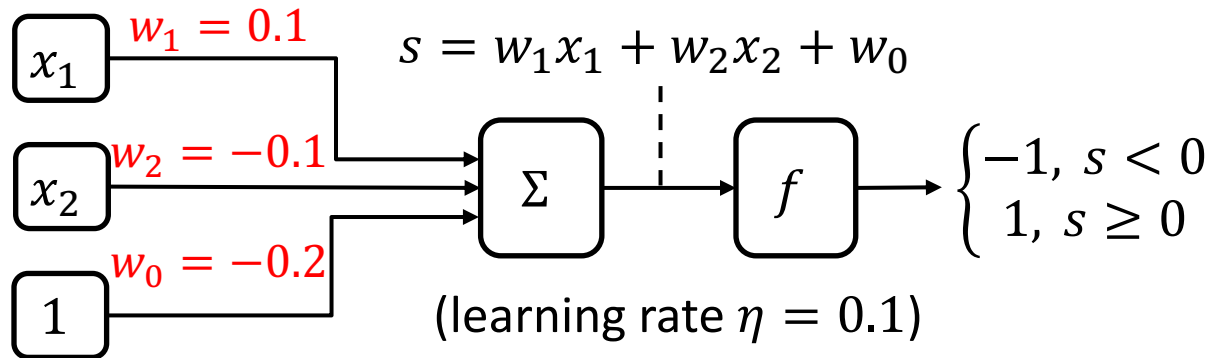 x₁
w₁ = 0.1
s = w₁x₁ + w₂x₂ + w₀
x₂
w₂ = −0.1
Σ
f
−1, s < 0
1, s ≥ 0
1
w₀ = −0.2
(learning rate η = 0.1)